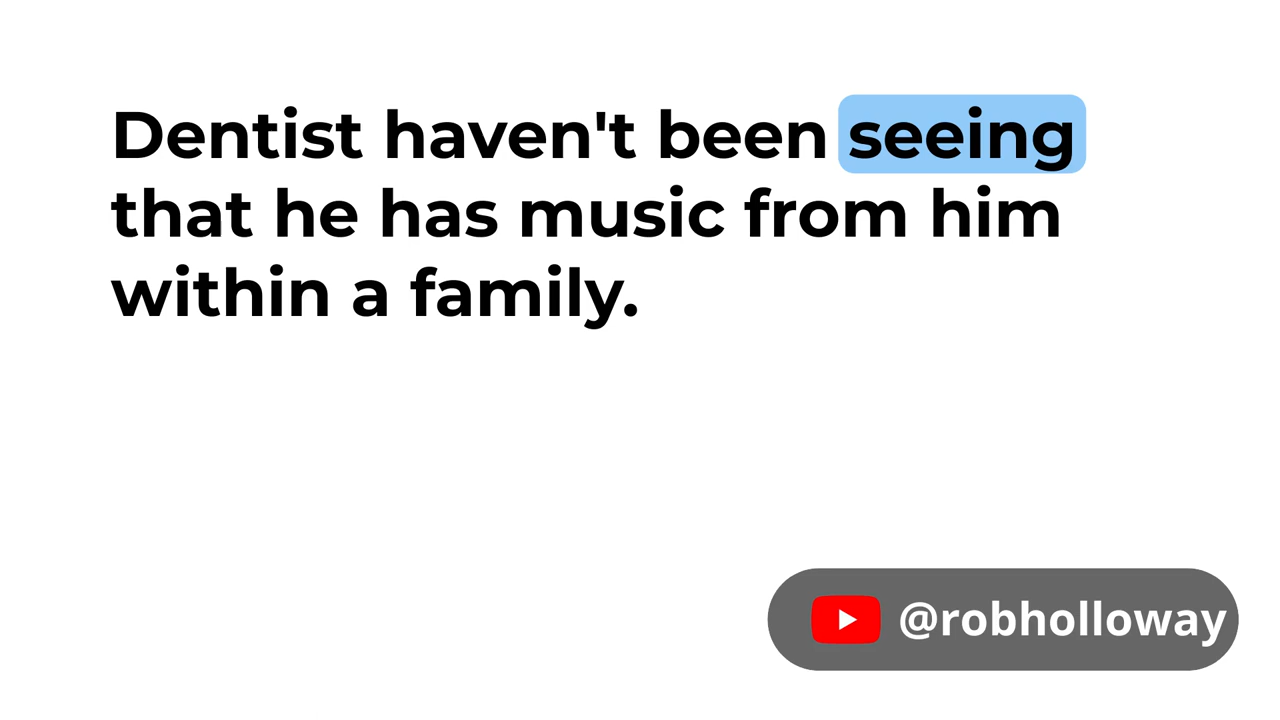 Dentist haven't been seeing
that he has music from him
within a family.
@robholloway